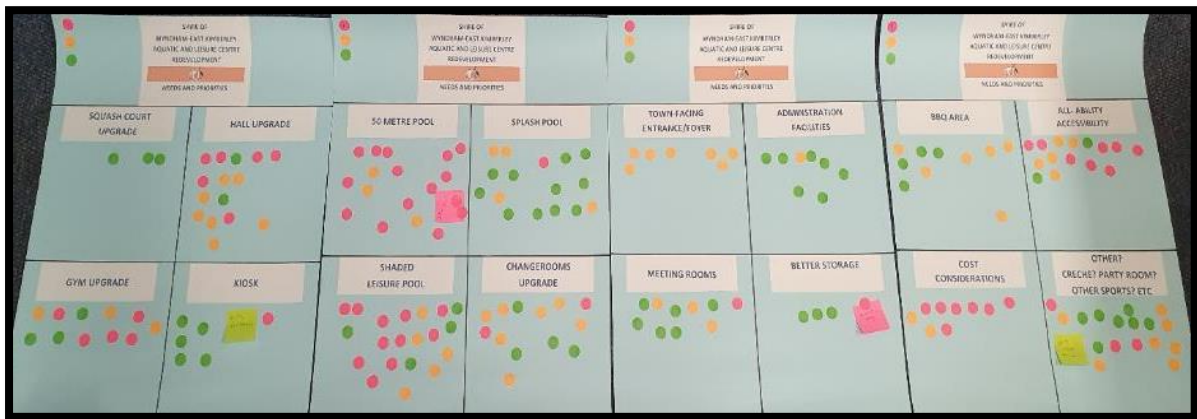 SHIRE OF
WYNDHAM-EAST KIMBERLEY
AQUATIC AND LEISURE CENTRE
REDEVELOPMENT
NEEDS AND PRIORITIES
SHIRE OF
WYNDHAM-EAST KIMBERLEY
AQUATIC AND LEISURE CENTRE
REDEVELOPMENT
NEEDS AND PRIORITIES
SHIRE OF
WYNDHAM-EAST KIMBERLEY
AQUATIC AND LEISURE CENTRE
REDEVELOPMENT
NEEDS AND PRIORITIES
SHIRE OF
WYNDHAM-EAST KIMBERLEY
AQUATIC AND LEISURE CENTRE
REDEVELOPMENT
NEEDS AND PRIORITIES
SQUASH COURT
UPGRADE
HALL UPGRADE
50 METRE POOL
SPLASH POOL
TOWN-FACING
ENTRANCE/FOYER
ADMINISTRATION
FACILITIES
BBQ AREA
ALL- ABILITY
ACCESSIBILITY
GYM UPGRADE
KIOSK
SHADED
LEISURE POOL
CHANGEROOMS
UPGRADE
MEETING ROOMS
BETTER STORAGE
COST
CONSIDERATIONS
OTHER?
CRECHE? PARTY ROOM?
OTHER SPORTS? ETC